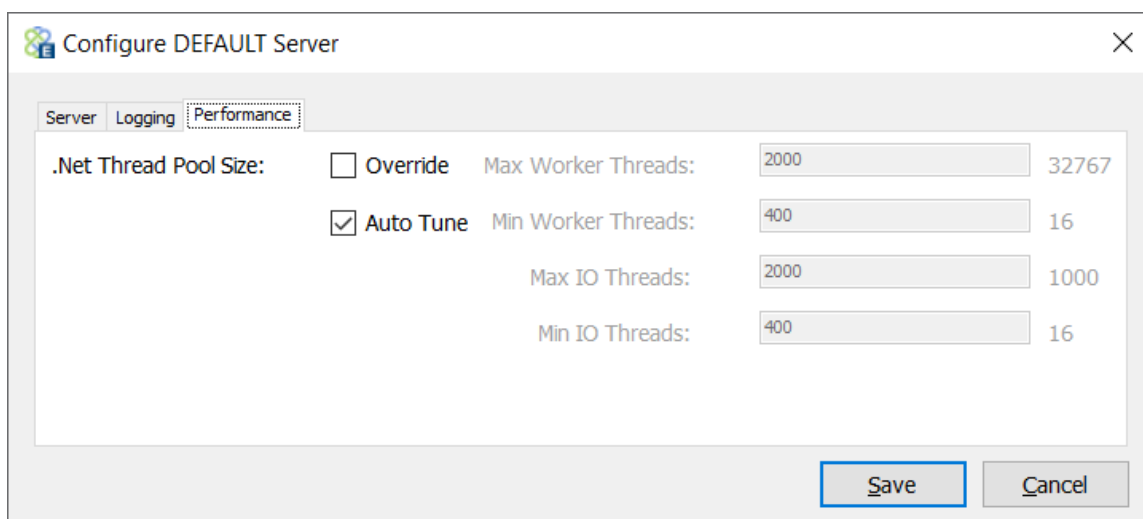 Configure DEFAULT Server
Server Logging Performance
.Net Thread Pool Size: Override Max Worker Threads: 2000 32767
Auto Tune Min Worker Threads: 400 16
Max IO Threads: 2000 1000
Min IO Threads: 400 16
Save Cancel